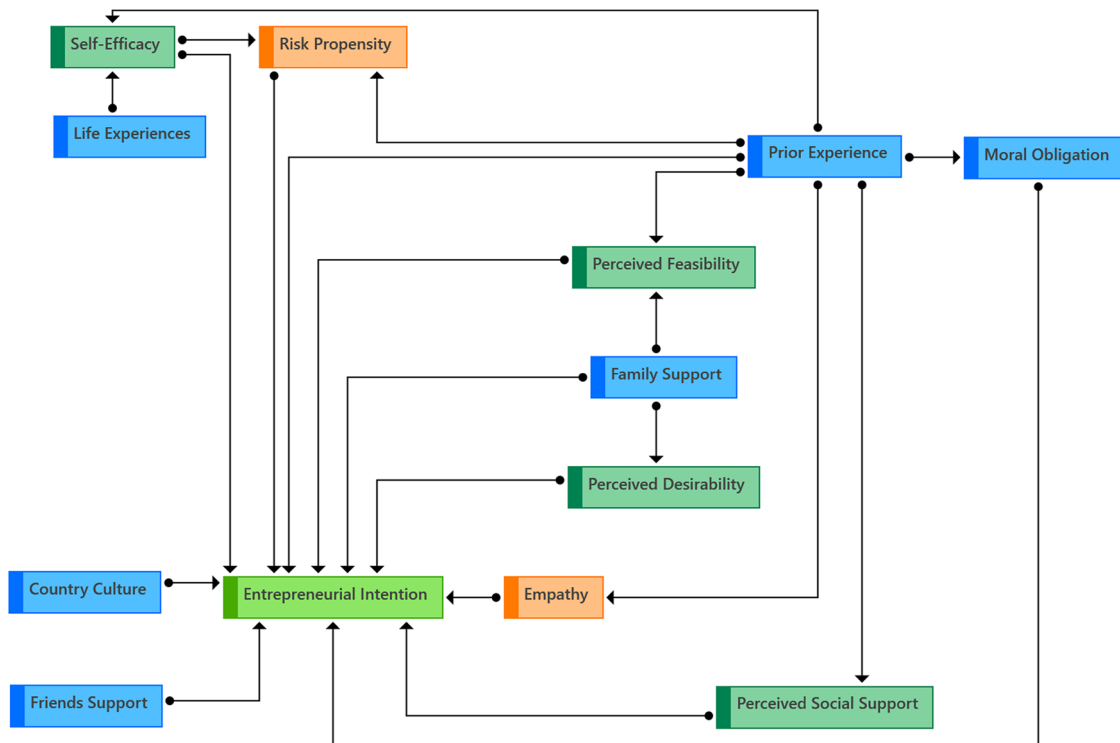 Self-Efficacy
Risk Propensity
Life Experiences
Prior Experience
Moral Obligation
Perceived Feasibility
Family Support
Perceived Desirability
Country Culture
Entrepreneurial Intention
Empathy
Friends Support
Perceived Social Support